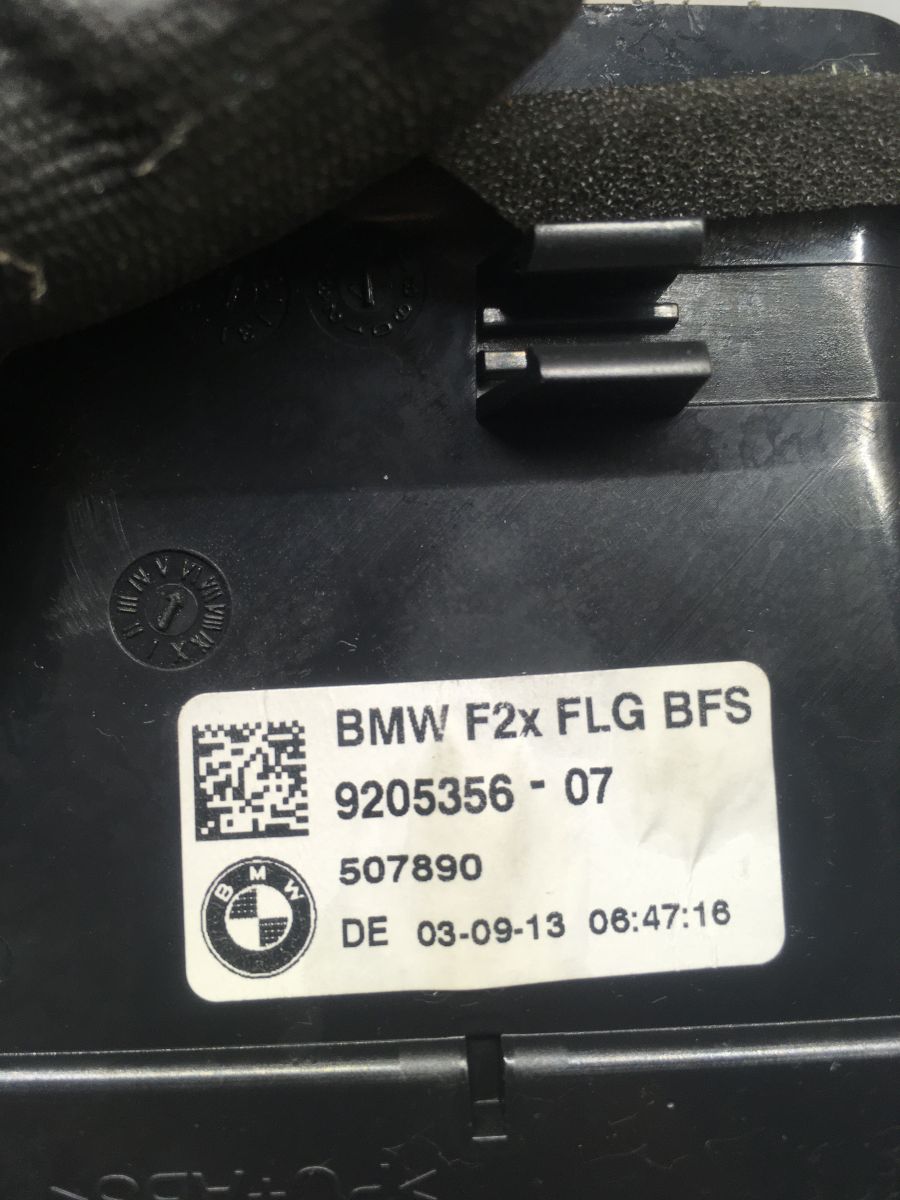 BMW F2x FLG BFS
9205356 - 07
507890
BMW
DE 03-09-13 06:47:16